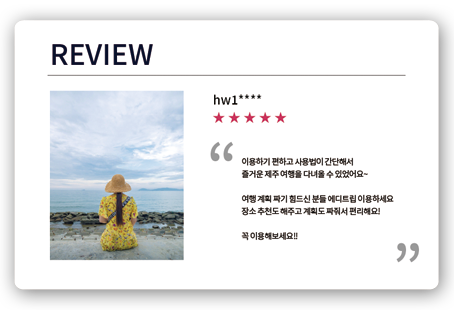 REVIEW
hw1****
★★★★★
“
이용하기 편하고 사용법이 간단해서
즐거운 제주 여행을 다녀올 수 있었어요~
여행 계획 짜기 힘드신 분들 에디트립 이용하세요
장소 추천도 해주고 계획도 짜줘서 편리해요!
꼭 이용해보세요!!
”